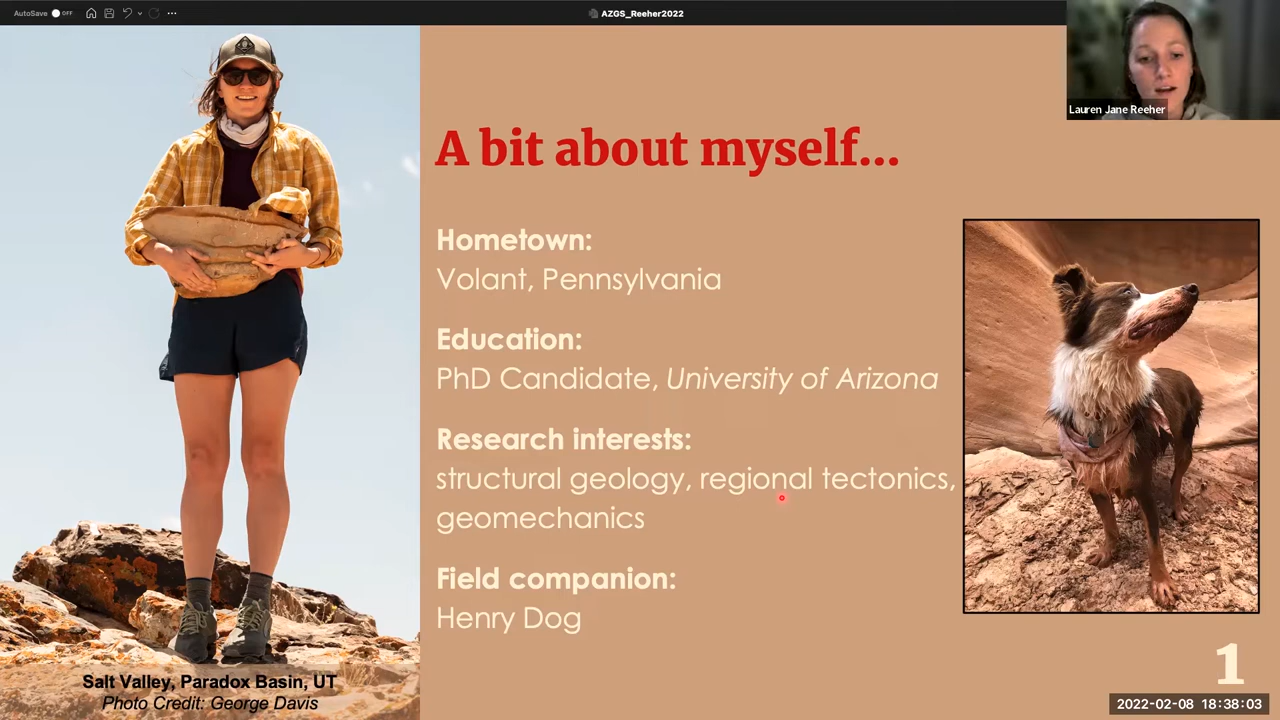 AutoSave OFF
AZGS_Reeher2022
Lauren Jane Reeher
A bit about myself...
Hometown:
Volant, Pennsylvania
Education:
PhD Candidate, University of Arizona
Research interests:
structural geology, regional tectonics,
geomechanics
Field companion:
Henry Dog
Salt Valley, Paradox Basin, UT
Photo Credit: George Davis
1
2022-02-08 18:38:03